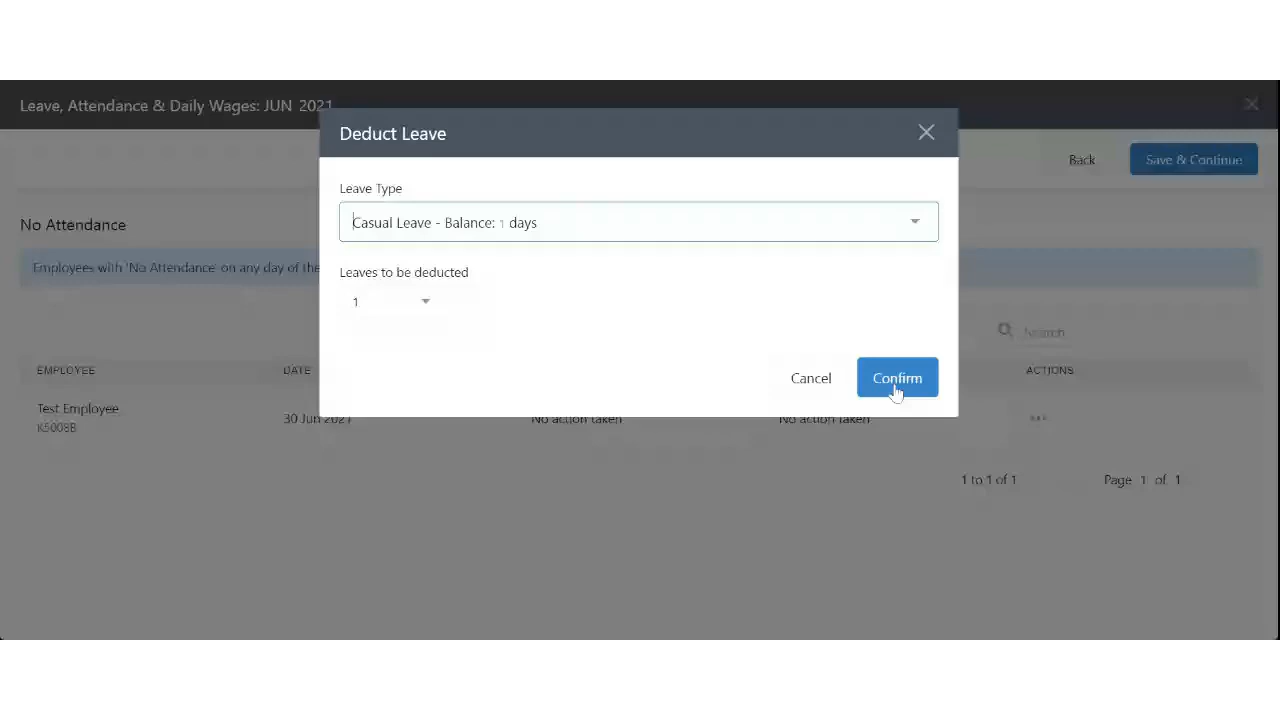 Leave, Attendance & Daily Wages: JUN 2021
Deduct Leave
Back
Save & Continue
Leave Type
Casual Leave - Balance: 1 days
No Attendance
Employees with 'No Attendance' on any day of the
Leaves to be deducted
1
Search
EMPLOYEE DATE ACTIONS
Cancel
Confirm
Test Employee
K5008B
30 Jun 2021 No action taken No action taken
1 to 1 of 1 Page 1 of 1